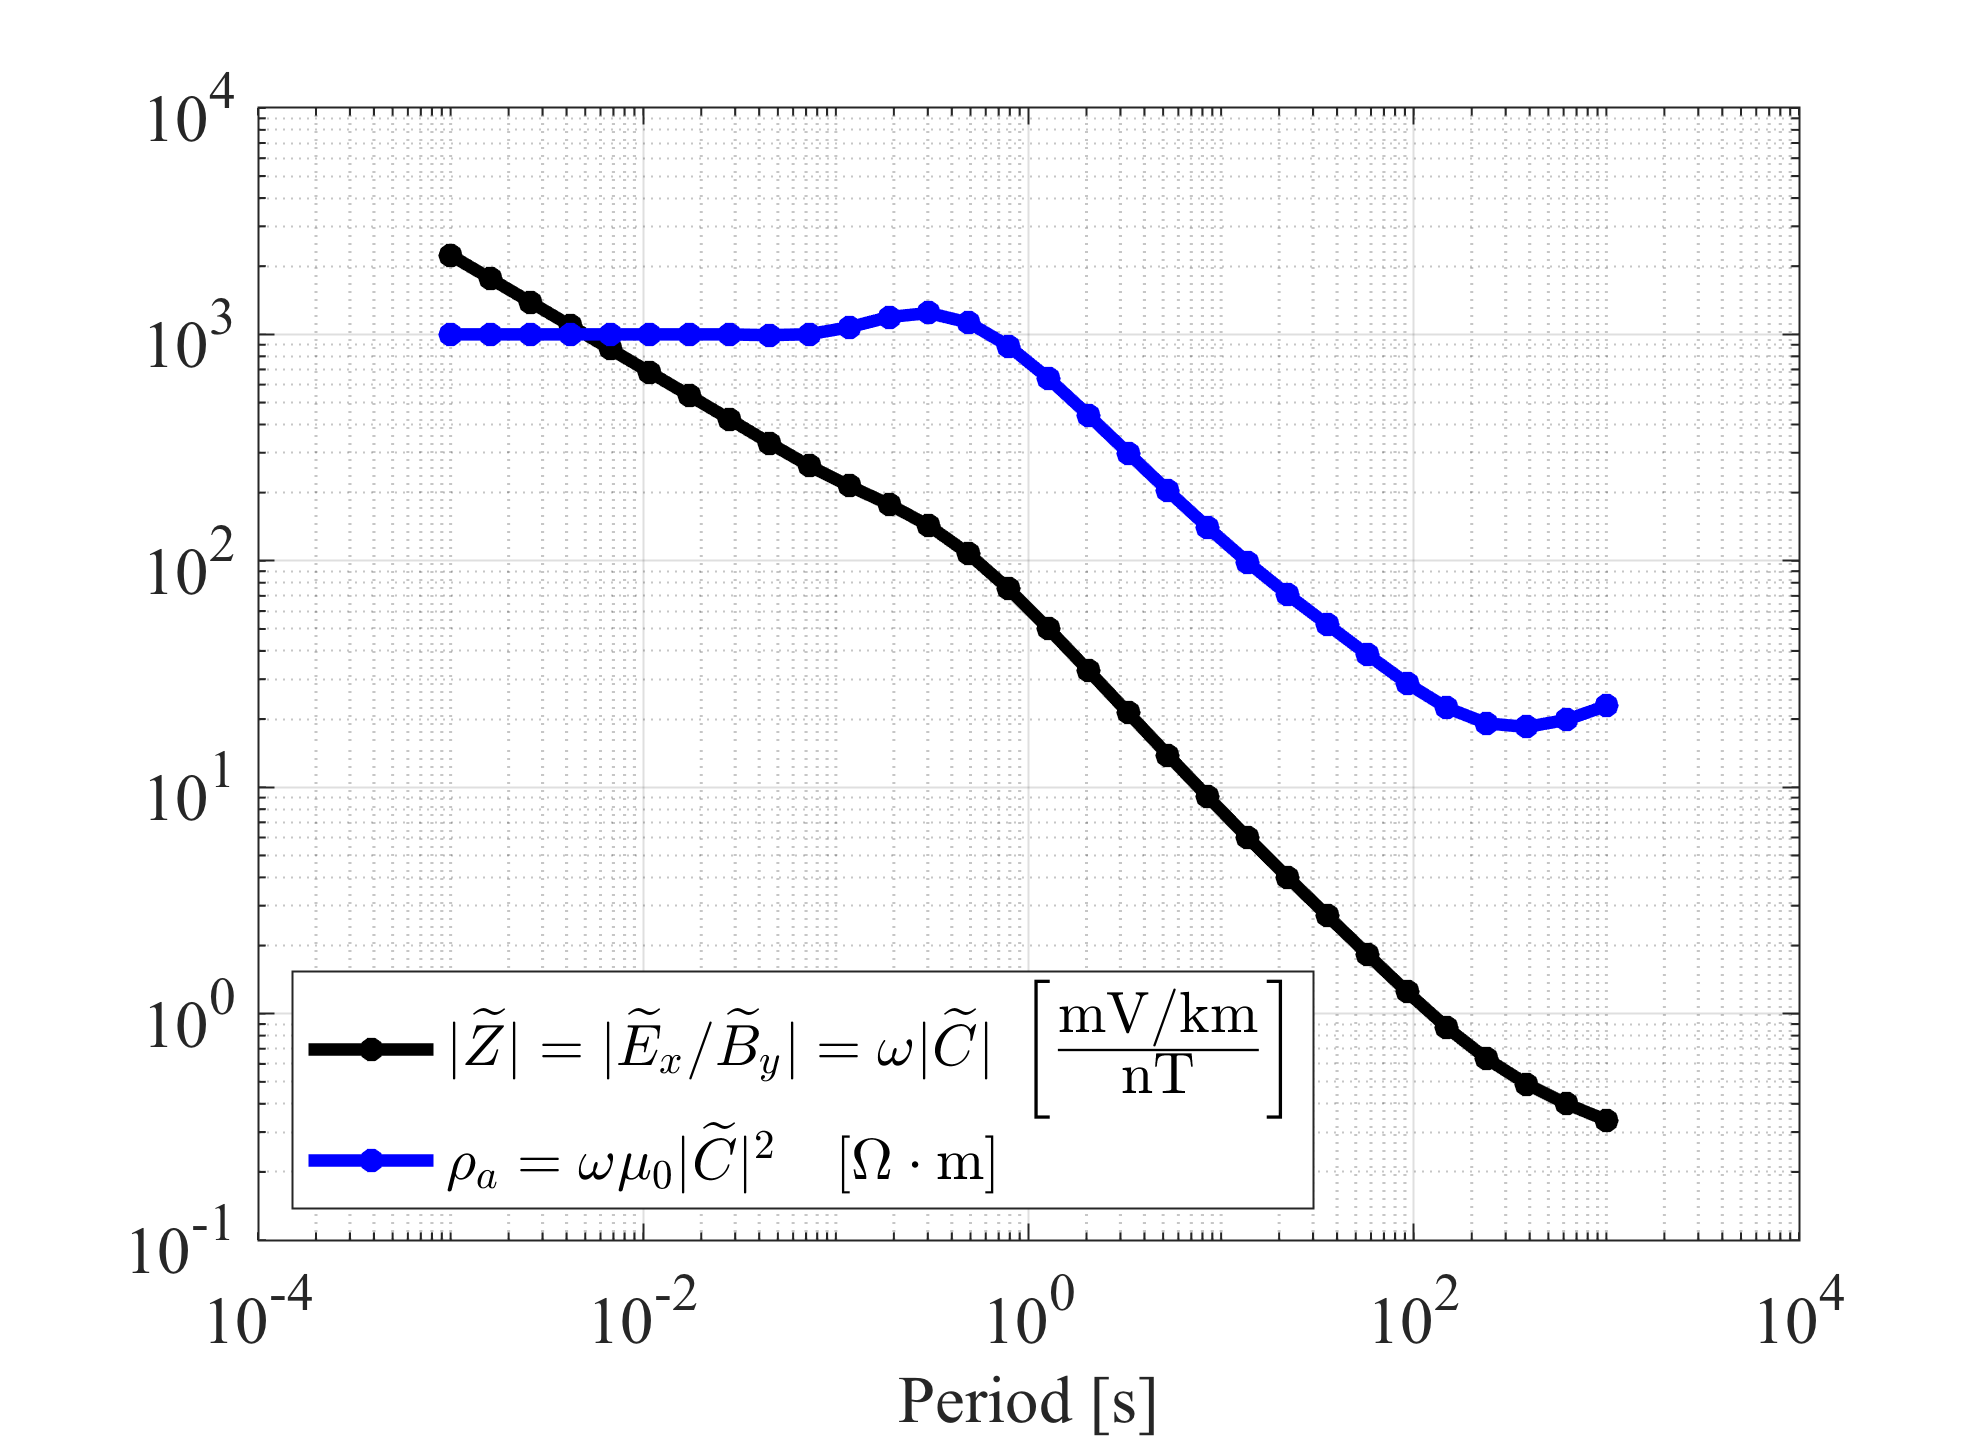 10^4
10^3
10^2
10^1
10^0
10^-1
|Z̃| = |Ẽ_x/B̃_y| = ω|C̃| [mV/km / nT]
ρ_a = ωμ_0|C̃|^2 [Ω · m]
10^-4 10^-2 10^0 10^2 10^4
Period [s]